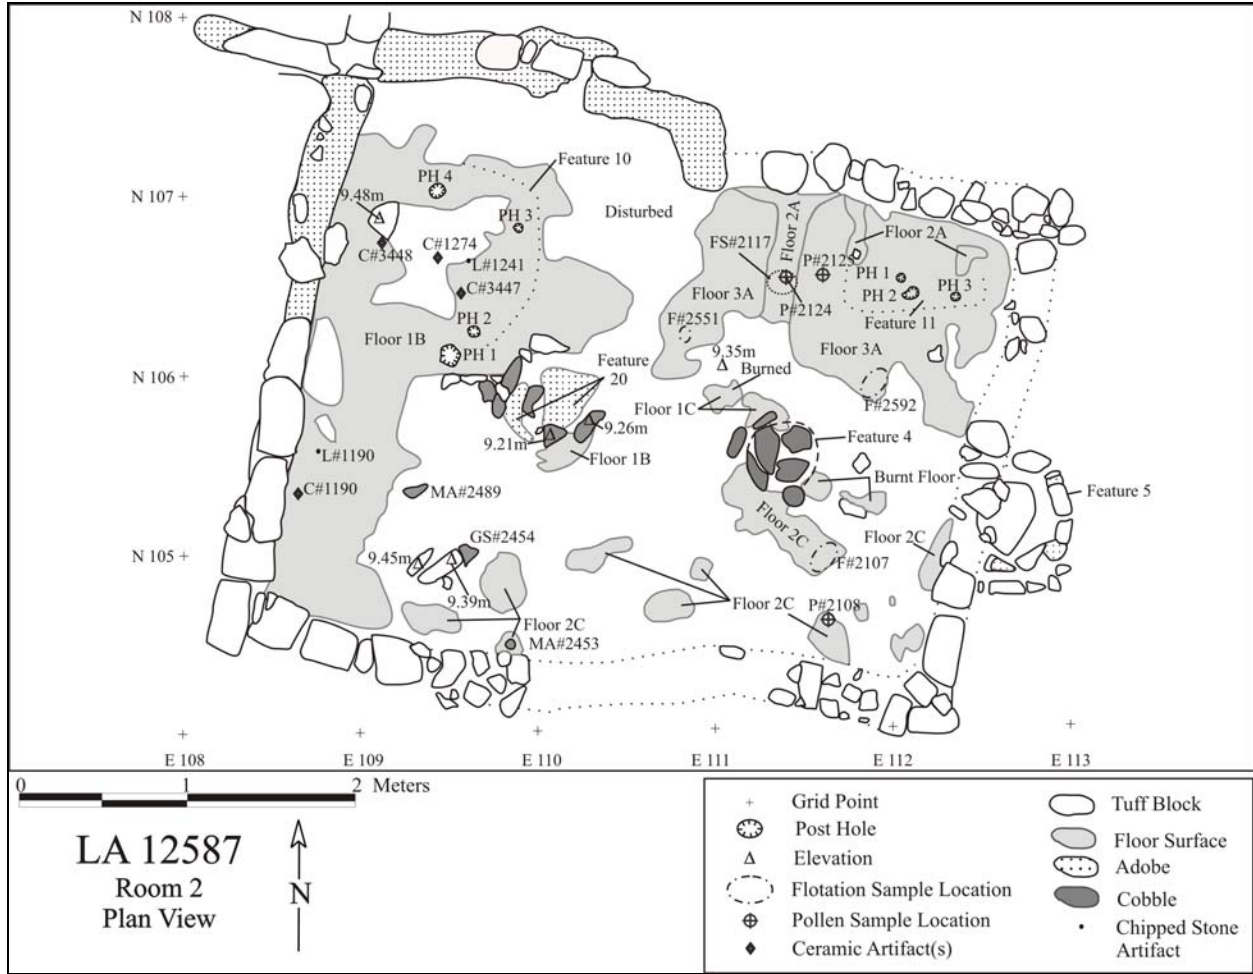 N 108 +
N 107 +
N 106 +
N 105 +
E 108
E 109
E 110
E 111
E 112
E 113
Feature 10
PH 4
9.48m
PH 3
Disturbed
C#3448
C#1274
L#1241
C#3447
PH 2
Floor 1B
PH 1
Floor 2A
FS#2117
P#2125
Floor 2A
PH 1
PH 2
PH 3
Floor 3A
P#2124
Feature 11
F#2551
Floor 3A
9.35m
Feature
20
Burned
Floor 1C
F#2592
9.21m
9.26m
Feature 4
Floor 1B
L#1190
C#1190
MA#2489
Burnt Floor
Feature 5
Floor 2C
Floor 2C
GS#2454
9.45m
F#2107
9.39m
Floor 2C
P#2108
Floor 2C
MA#2453
0
1
2
Meters
LA 12587
Room 2
Plan View
N
Grid Point
Post Hole
Elevation
Flotation Sample Location
Pollen Sample Location
Ceramic Artifact(s)
Tuff Block
Floor Surface
Adobe
Cobble
Chipped Stone
Artifact